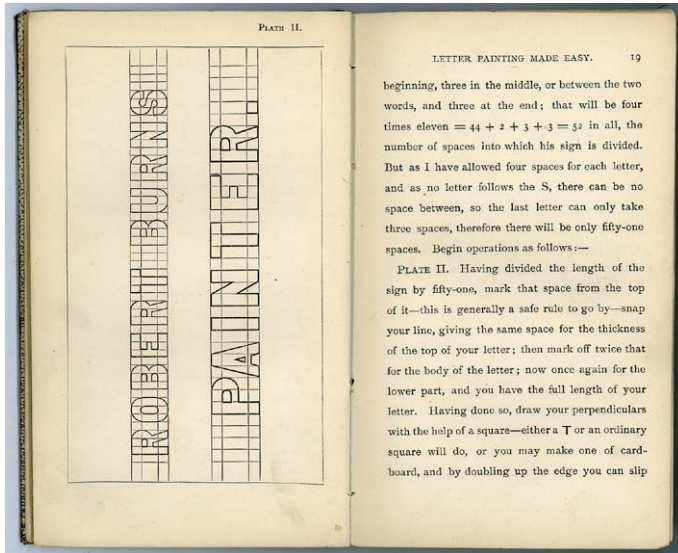 PLATE II.
ROBERT BURNS
PAINTER.
LETTER PAINTING MADE EASY. 19
beginning, three in the middle, or between the two
words, and three at the end; that will be four
times eleven = 44 + 2 + 3 + 3 = 52 in all, the
number of spaces into which his sign is divided.
But as I have allowed four spaces for each letter,
and as no letter follows the S, there can be no
space between, so the last letter can only take
three spaces, therefore there will be only fifty-one
spaces. Begin operations as follows:—
PLATE II. Having divided the length of the
sign by fifty-one, mark that space from the top
of it—this is generally a safe rule to go by—snap
your line, giving the same space for the thickness
of the top of your letter; then mark off twice that
for the body of the letter; now once again for the
lower part, and you have the full length of your
letter. Having done so, draw your perpendiculars
with the help of a square—either a T or an ordinary
square will do, or you may make one of card-
board, and by doubling up the edge you can slip